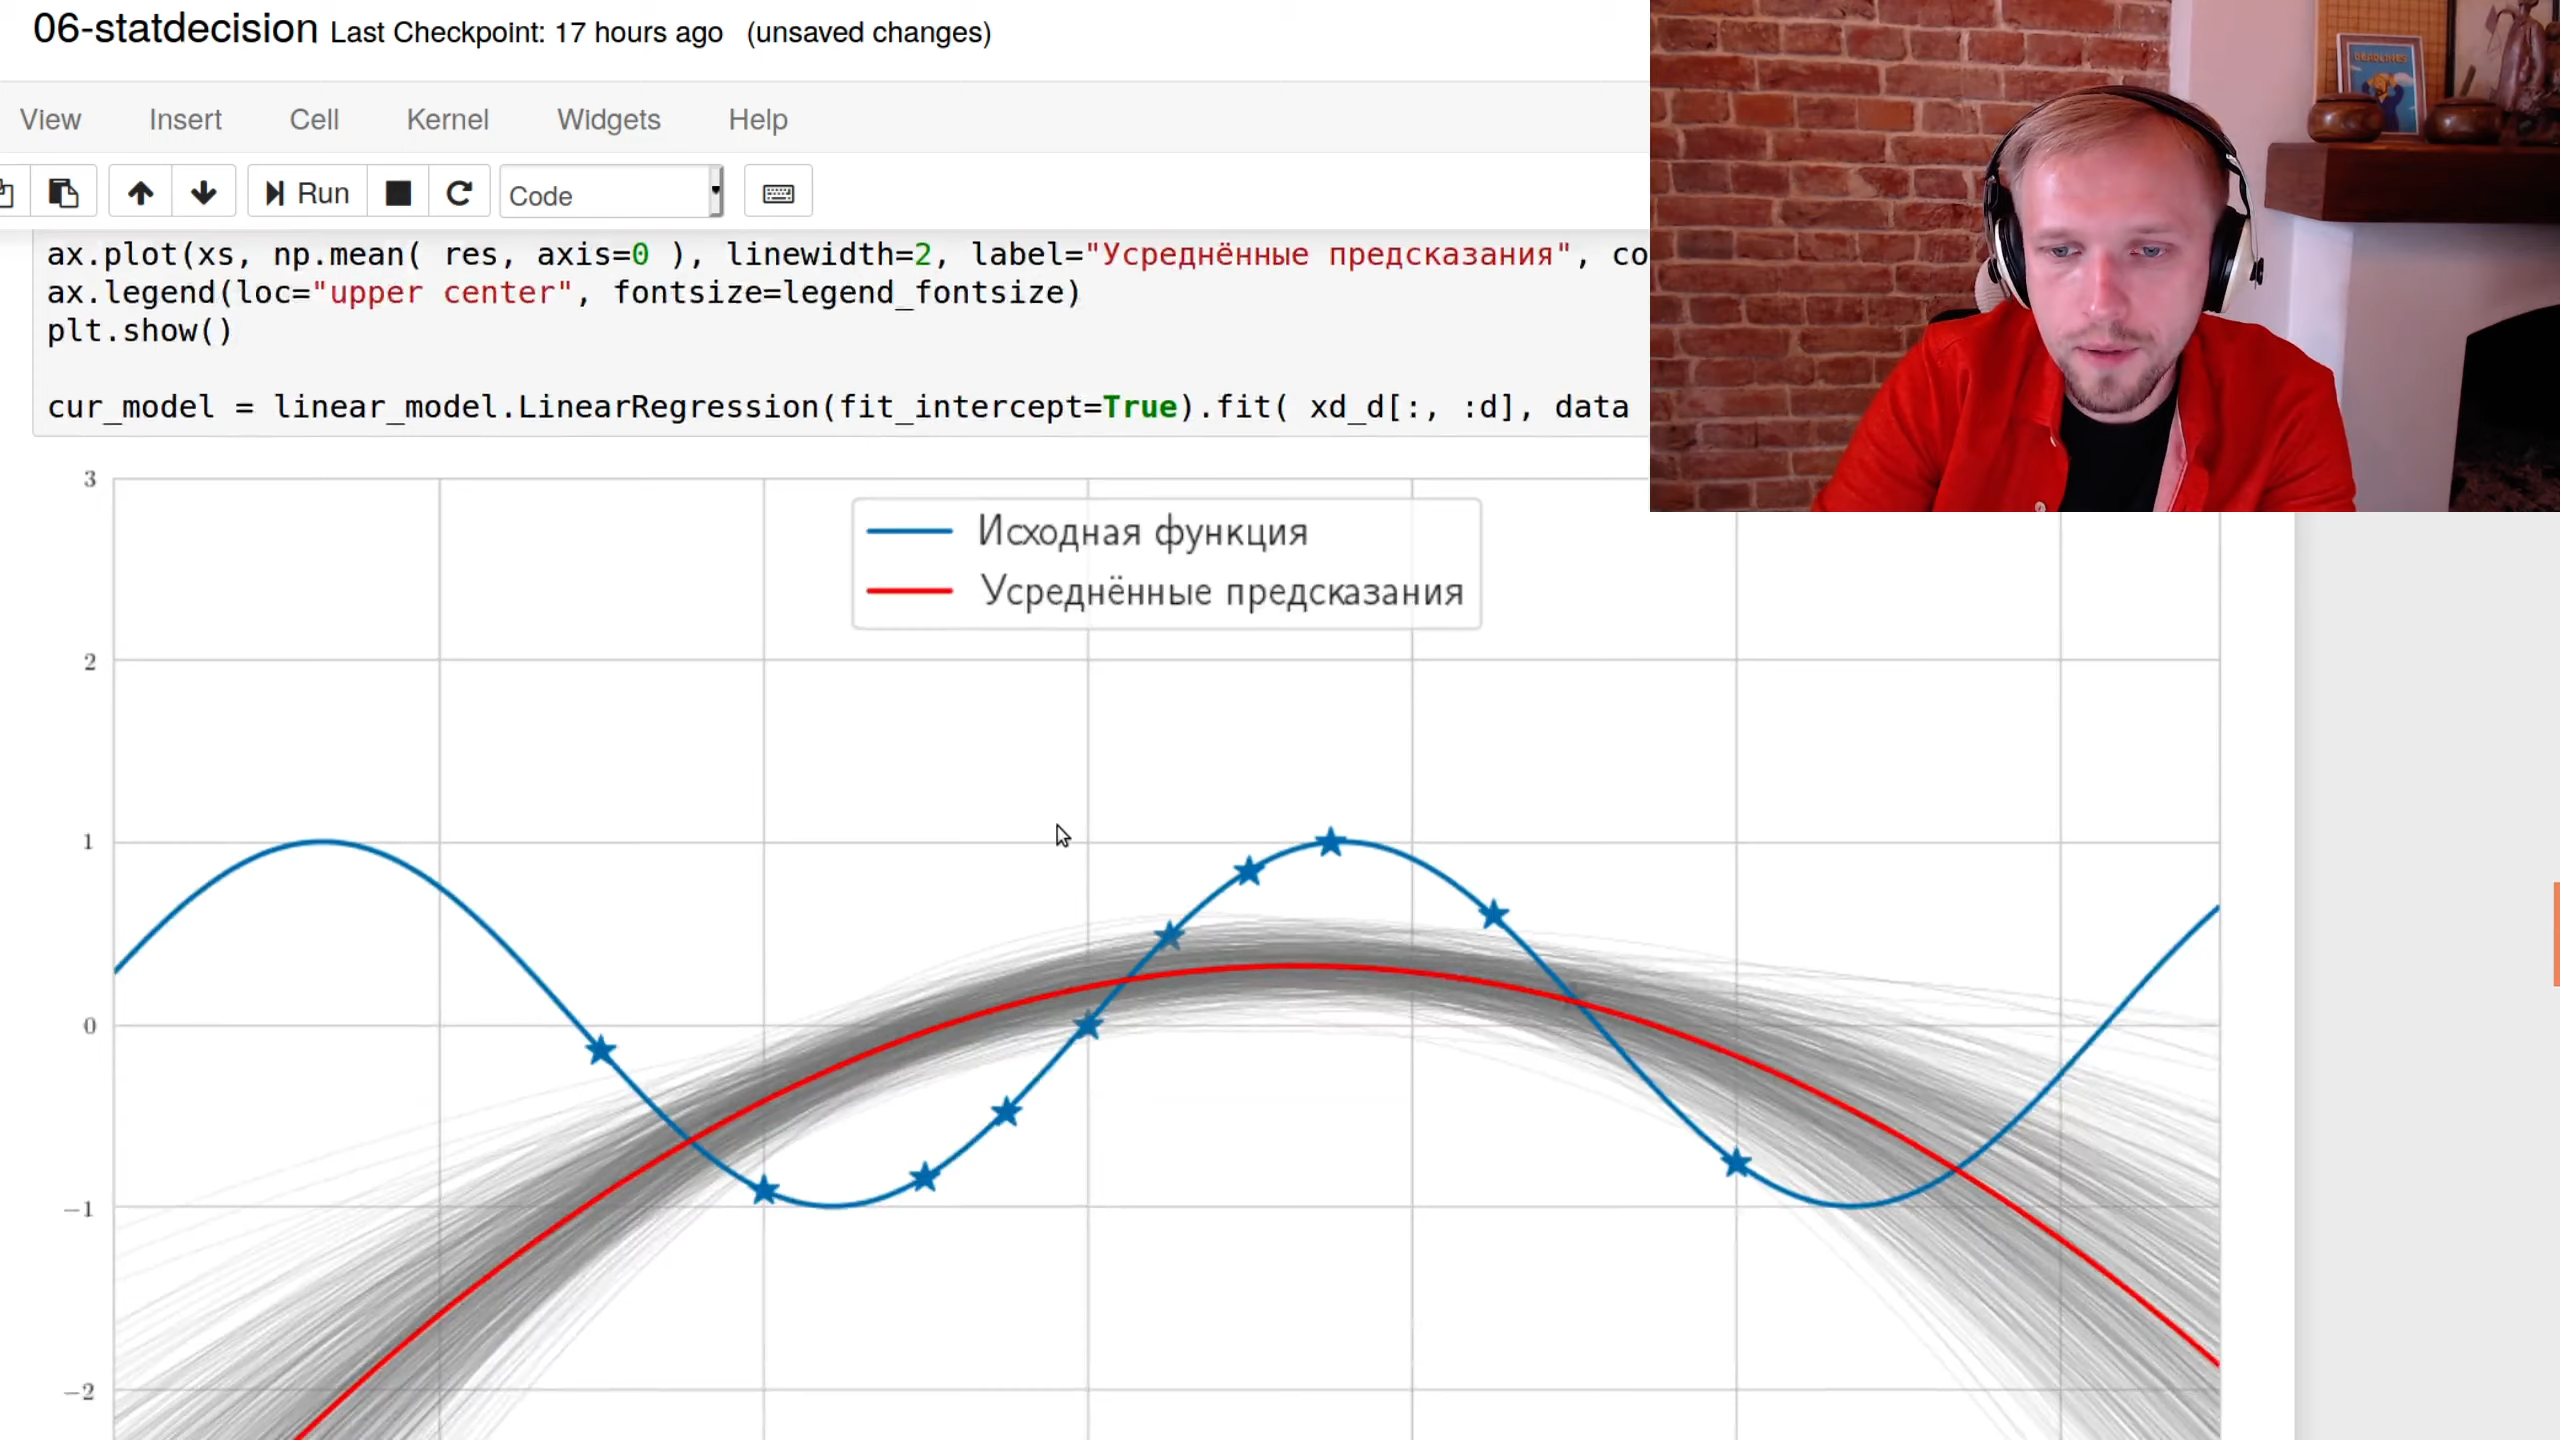 06-statdecision Last Checkpoint: 17 hours ago (unsaved changes)
View Insert Cell Kernel Widgets Help
Run Code
ax.plot(xs, np.mean( res, axis=0 ), linewidth=2, label="Усреднённые предсказания", co
ax.legend(loc="upper center", fontsize=legend_fontsize)
plt.show()
cur_model = linear_model.LinearRegression(fit_intercept=True).fit( xd_d[:, :d], data
DEADLINES
3
Исходная функция
Усреднённые предсказания
2
1
0
−1
−2